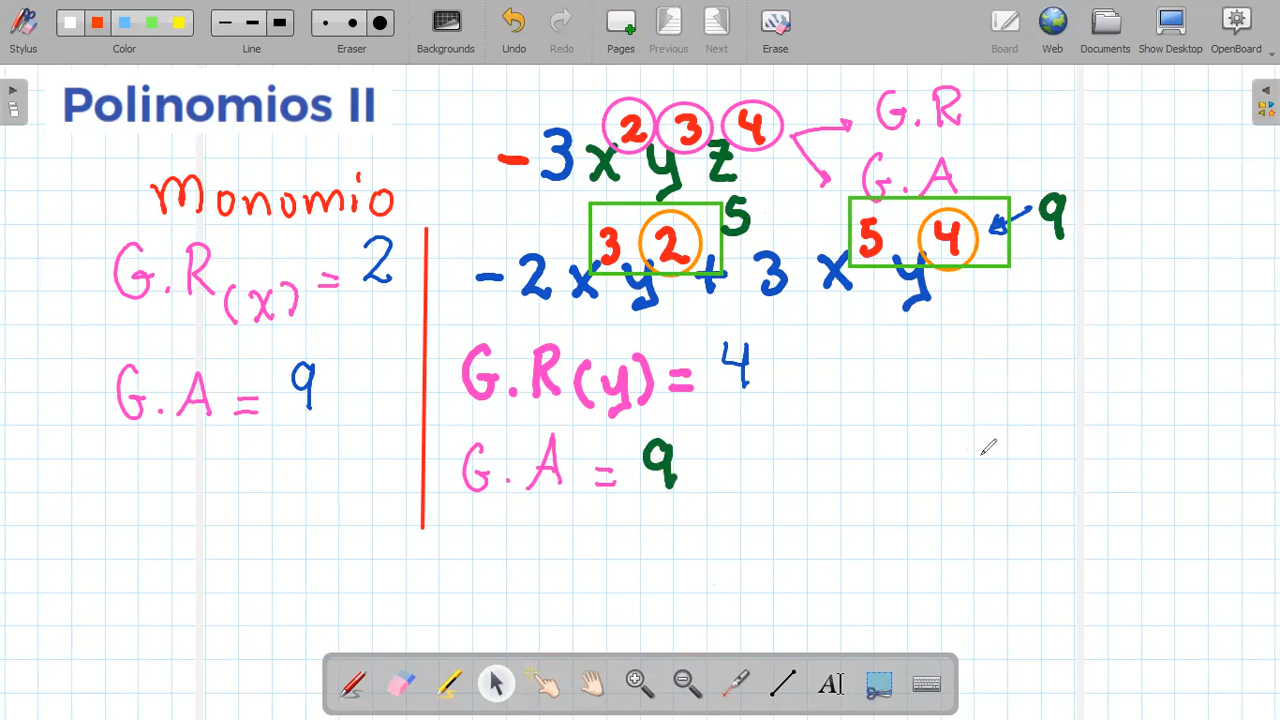 Stylus Color Line Eraser Backgrounds Undo Redo Pages Previous Next Erase Board Web Documents Show Desktop OpenBoard
Polinomios II
-3x²y³z⁴
G.R
G.A
Monomio
G.R(x) = 2
G.A = 9
5
9
-2x³y² + 3x⁵y⁴
G.R(y) = 4
G.A = 9